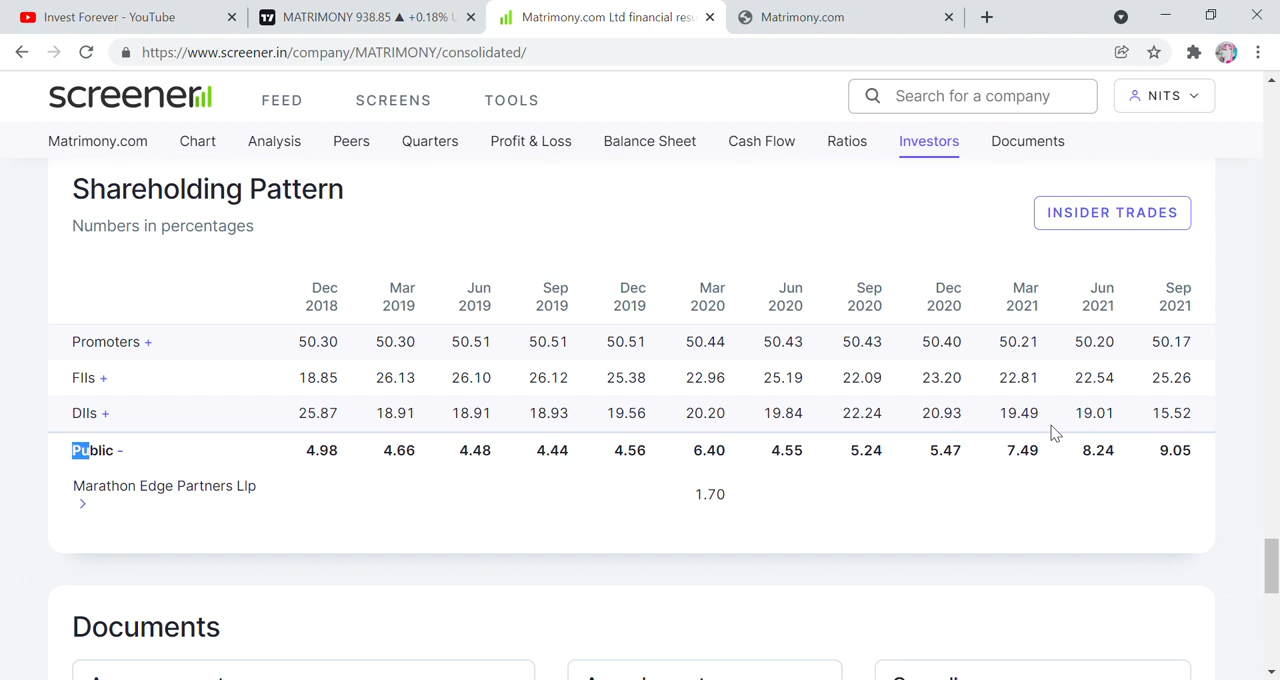 Invest Forever - YouTube
MATRIMONY 938.85 ▲ +0.18%
Matrimony.com Ltd financial resu
Matrimony.com
https://www.screener.in/company/MATRIMONY/consolidated/
screener
FEED
SCREENS
TOOLS
Search for a company
NITS
Matrimony.com Chart Analysis Peers Quarters Profit & Loss Balance Sheet Cash Flow Ratios Investors Documents
Shareholding Pattern
Numbers in percentages
INSIDER TRADES
Dec Mar Jun Sep Dec Mar Jun Sep Dec Mar Jun Sep
2018 2019 2019 2019 2019 2020 2020 2020 2020 2021 2021 2021
Promoters + 50.30 50.30 50.51 50.51 50.51 50.44 50.43 50.43 50.40 50.21 50.20 50.17
FIIs + 18.85 26.13 26.10 26.12 25.38 22.96 25.19 22.09 23.20 22.81 22.54 25.26
DIIs + 25.87 18.91 18.91 18.93 19.56 20.20 19.84 22.24 20.93 19.49 19.01 15.52
Public - 4.98 4.66 4.48 4.44 4.56 6.40 4.55 5.24 5.47 7.49 8.24 9.05
Marathon Edge Partners Llp 1.70
Documents